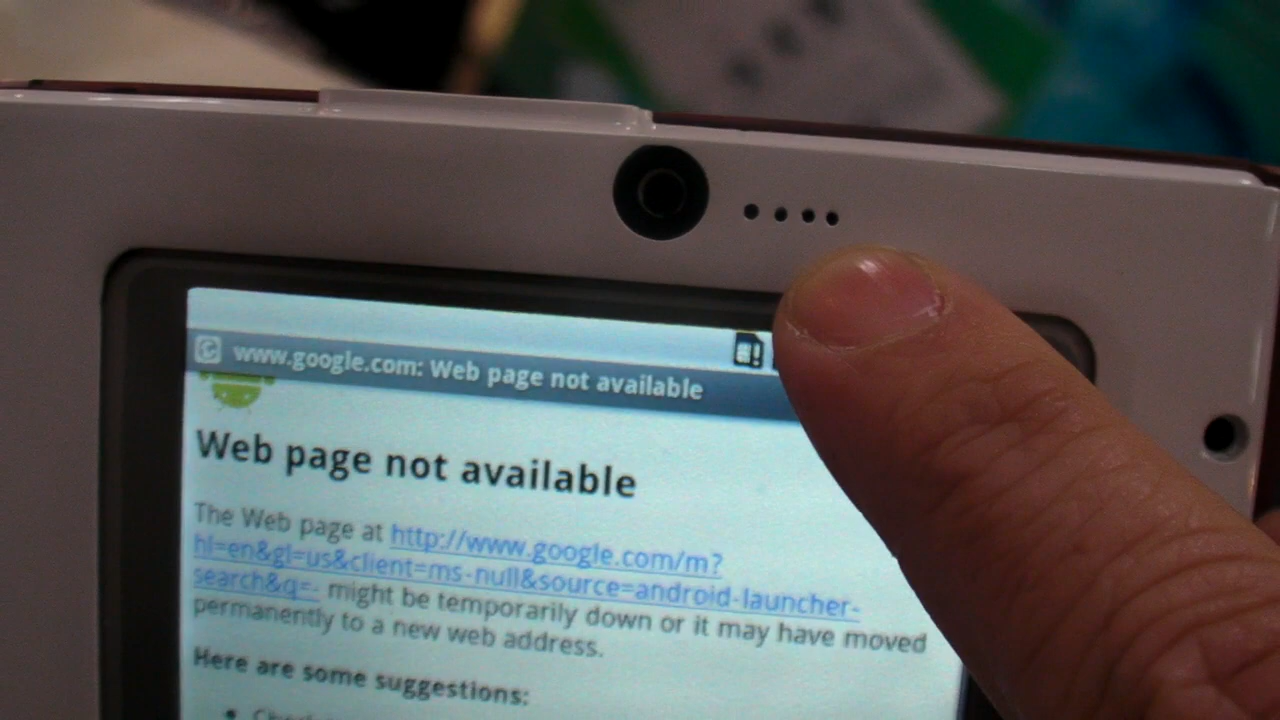 www.google.com: Web page not available
Web page not available
The Web page at http://www.google.com/m?
hl=en&gl=us&client=ms-null&source=android-launcher-
search&q=- might be temporarily down or it may have moved
permanently to a new web address.
Here are some suggestions: